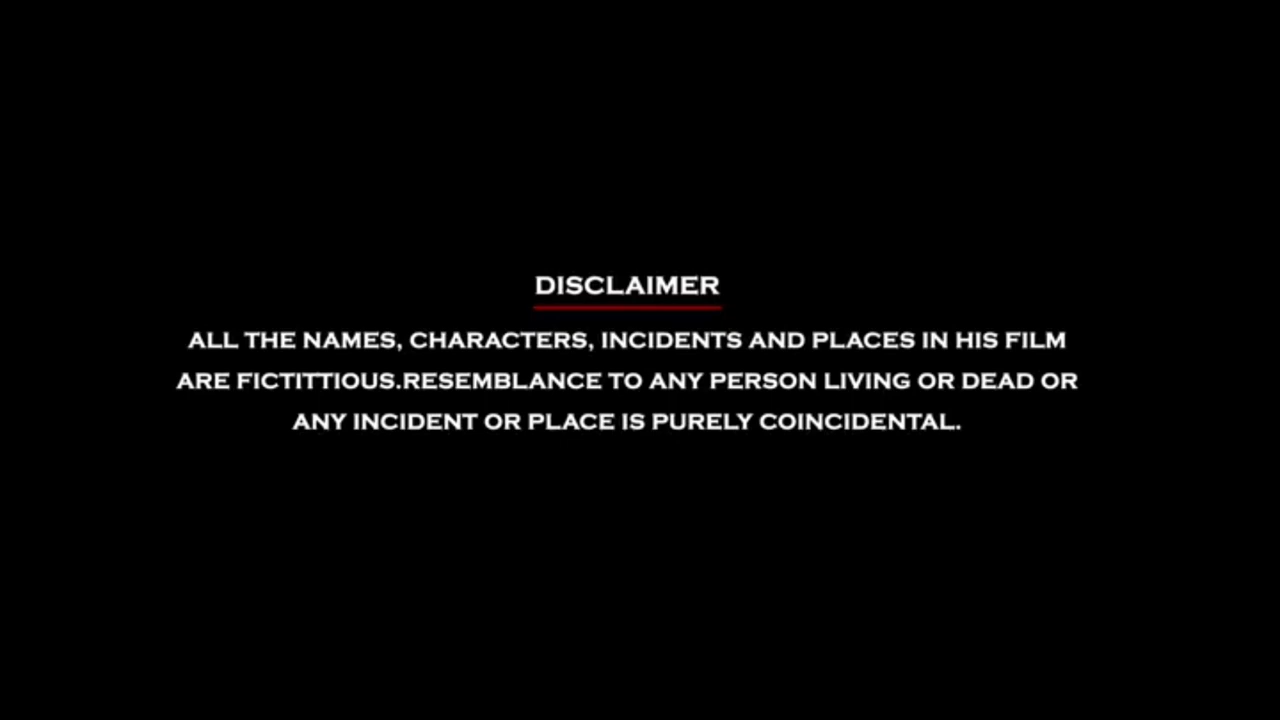 DISCLAIMER
ALL THE NAMES, CHARACTERS, INCIDENTS AND PLACES IN HIS FILM
ARE FICTITTIOUS.RESEMBLANCE TO ANY PERSON LIVING OR DEAD OR
ANY INCIDENT OR PLACE IS PURELY COINCIDENTAL.